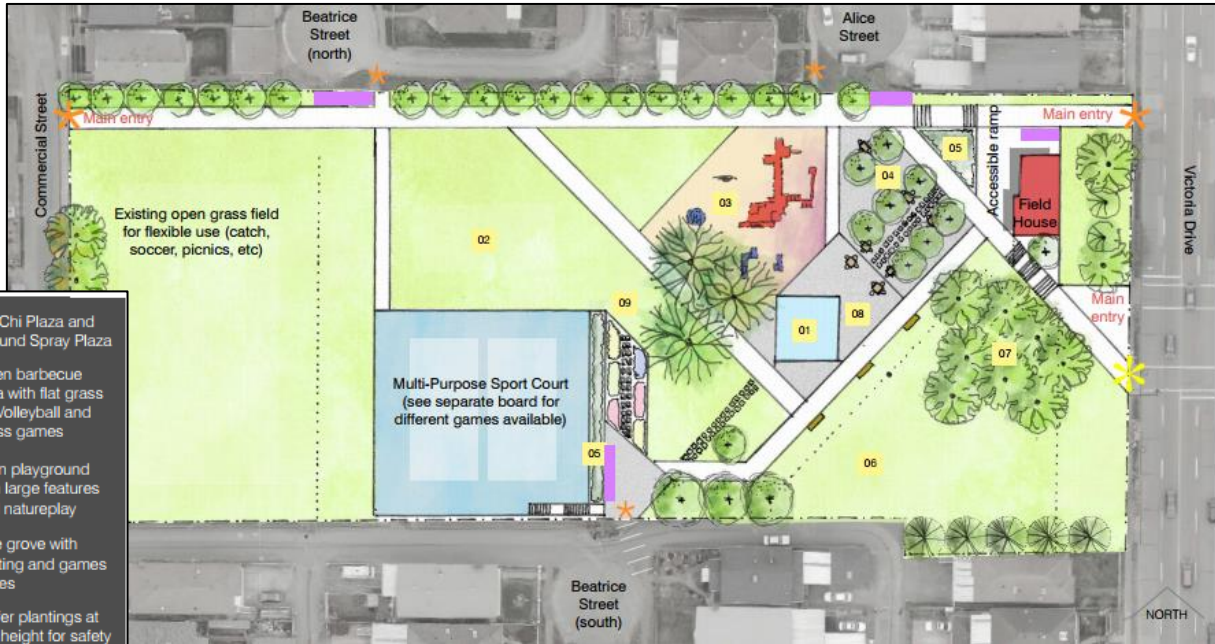 Beatrice
Street
(north)
Alice
Street
Main entry
Main entry
Commercial Street
Victoria Drive
Accessible ramp
05
04
03
Field
House
Existing open grass field
for flexible use (catch,
soccer, picnics, etc)
02
09
01
08
Main
entry
07
Multi-Purpose Sport Court
(see separate board for
different games available)
05
06
Beatrice
Street
(south)
NORTH
Chi Plaza and
und Spray Plaza
en barbecue
a with flat grass
Volleyball and
ss games
n playground
large features
natureplay
e grove with
ting and games
es
fer plantings at
height for safety